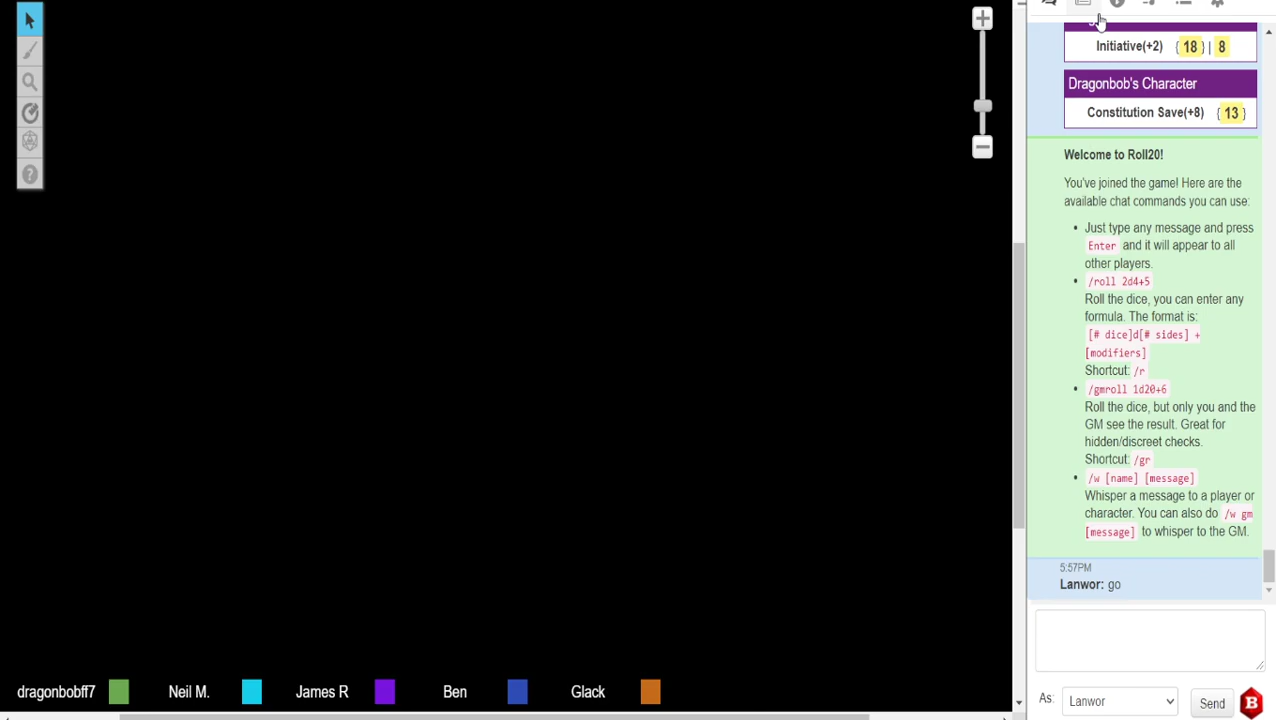 Initiative(+2) {18} | 8
Dragonbob's Character
Constitution Save(+8) {13}
Welcome to Roll20!
You've joined the game! Here are the
available chat commands you can use:
• Just type any message and press
Enter and it will appear to all
other players.
• /roll 2d4+5
Roll the dice, you can enter any
formula. The format is:
[# dice]d[# sides] +
[modifiers]
Shortcut: /r
• /gmroll 1d20+6
Roll the dice, but only you and the
GM see the result. Great for
hidden/discreet checks.
Shortcut: /gr
• /w [name] [message]
Whisper a message to a player or
character. You can also do /w gm
[message] to whisper to the GM.
5:57PM
Lanwor: go
As: Lanwor Send
dragonbobff7 Neil M. James R Ben Glack